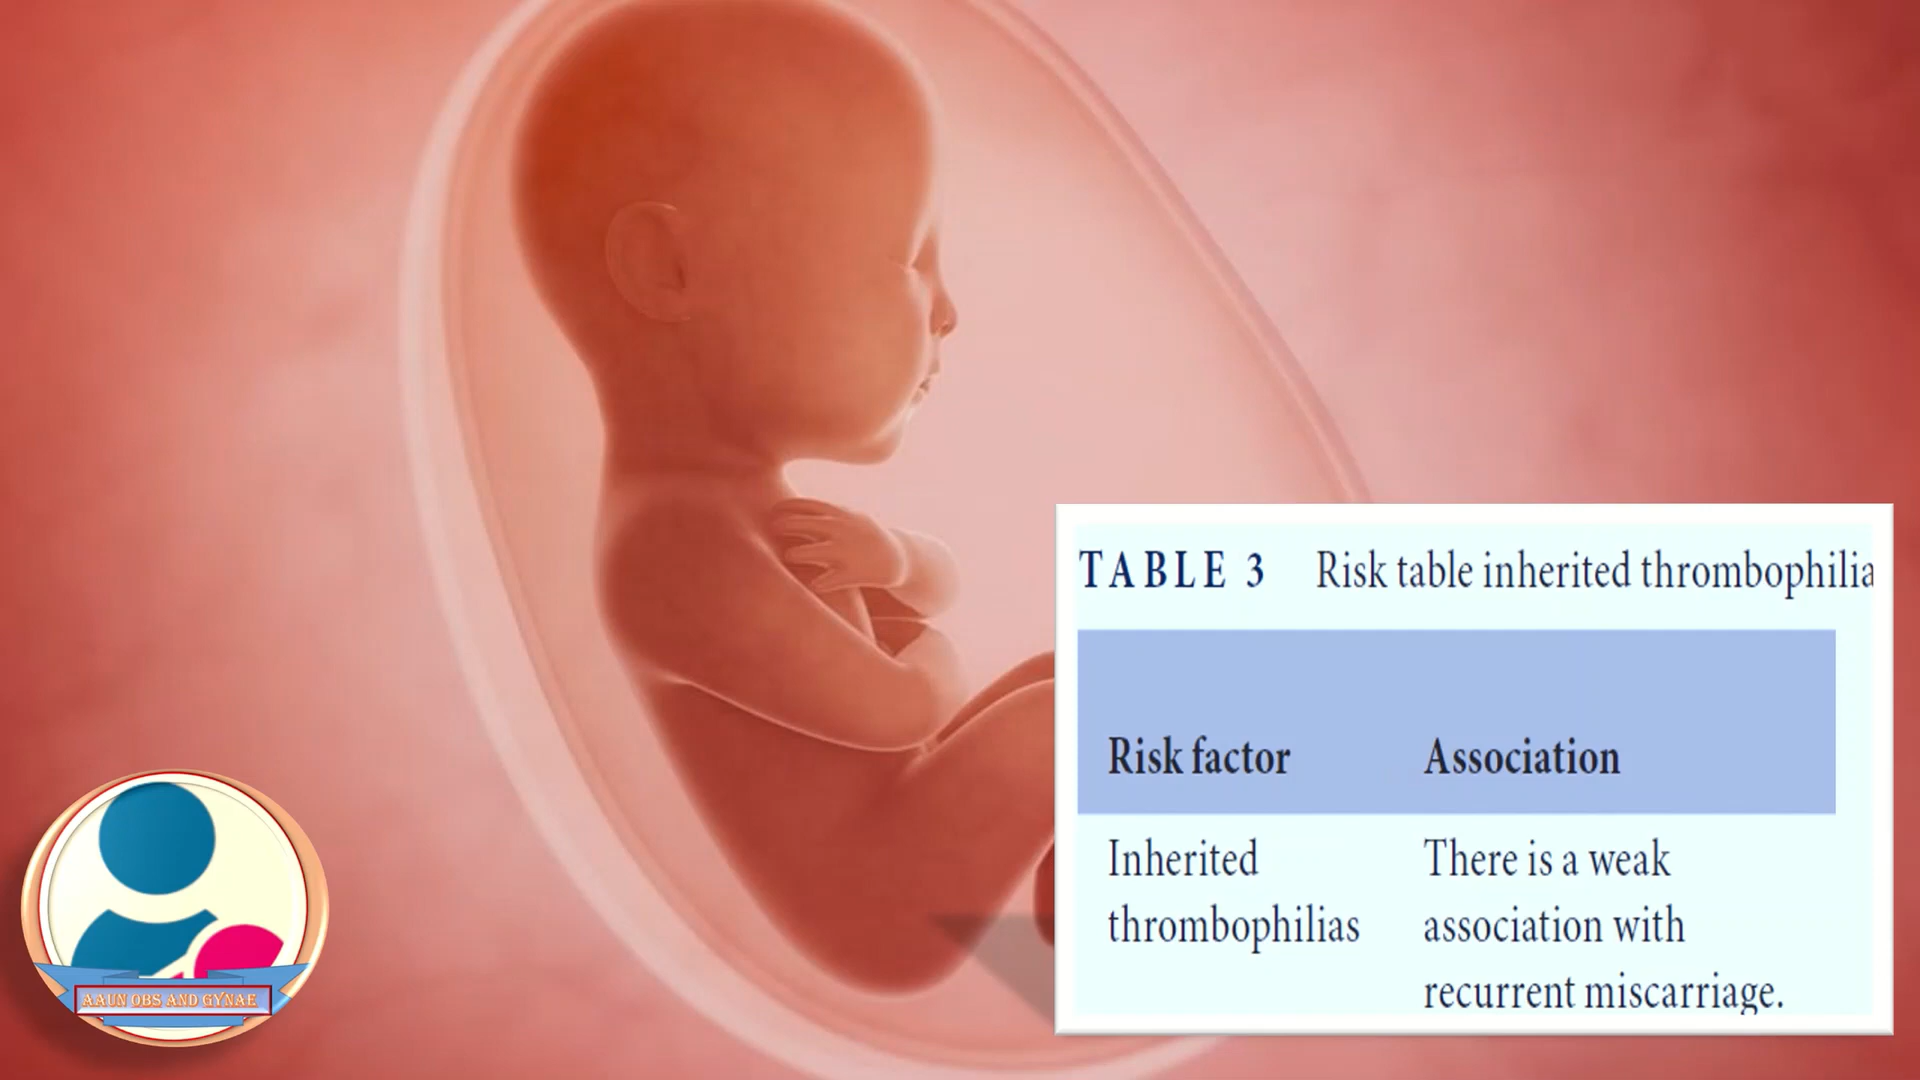 TABLE 3 Risk table inherited thrombophilia
Risk factor Association
Inherited There is a weak
thrombophilias association with
recurrent miscarriage.
AAUN OBS AND GYNAE